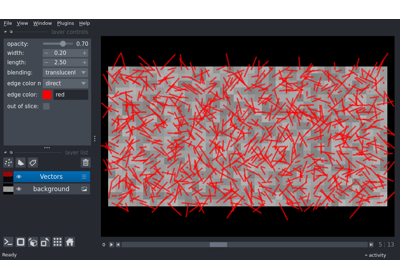 File View Window Plugins Help
layer controls
opacity: 0.70
width: 0.20
length: 2.50
blending: translucent
edge color m direct
edge color: red
out of slice:
layer list
Vectors
background
Ready
5 13
activity